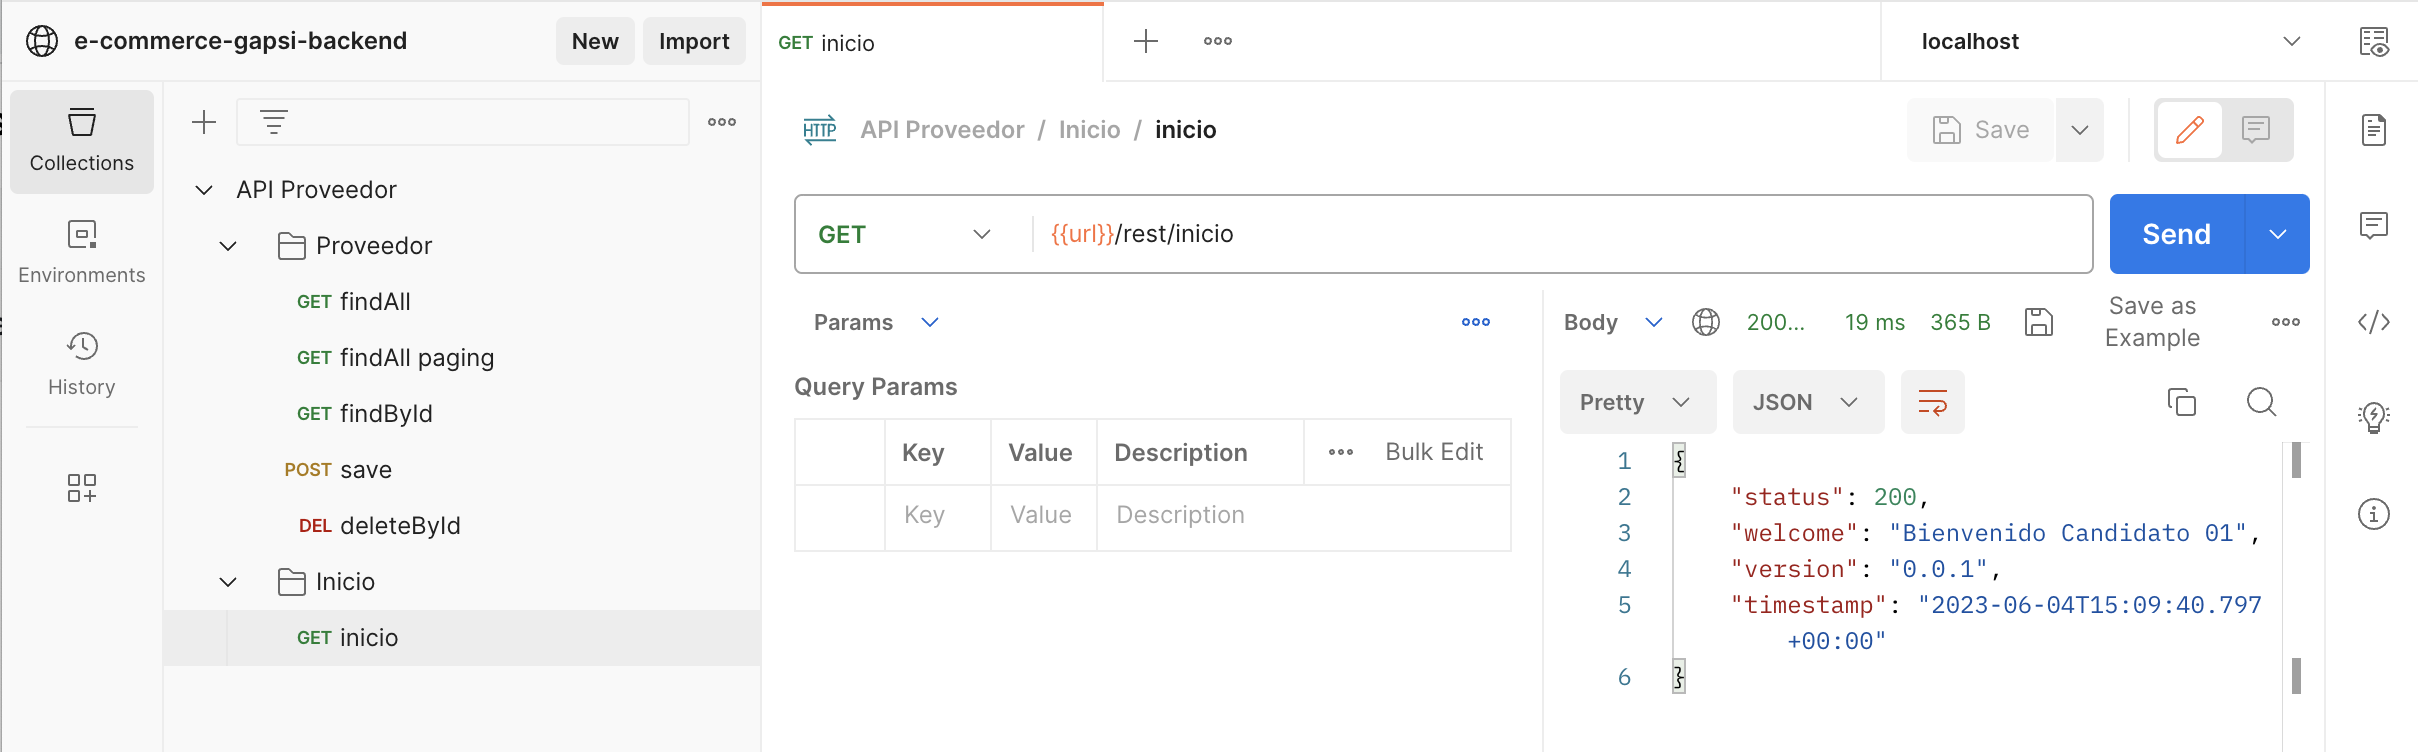 e-commerce-gapsi-backend
New
Import
GET inicio
localhost
Collections
Environments
History
API Proveedor
Proveedor
GET findAll
GET findAll paging
GET findById
POST save
DEL deleteById
Inicio
GET inicio
HTTP API Proveedor / Inicio / inicio
Save
GET
{{url}}/rest/inicio
Send
Params
Query Params
Key Value Description Bulk Edit
Key Value Description
Body 200... 19 ms 365 B
Save as
Example
Pretty
JSON
1 {
2 "status": 200,
3 "welcome": "Bienvenido Candidato 01",
4 "version": "0.0.1",
5 "timestamp": "2023-06-04T15:09:40.797
+00:00"
6 }